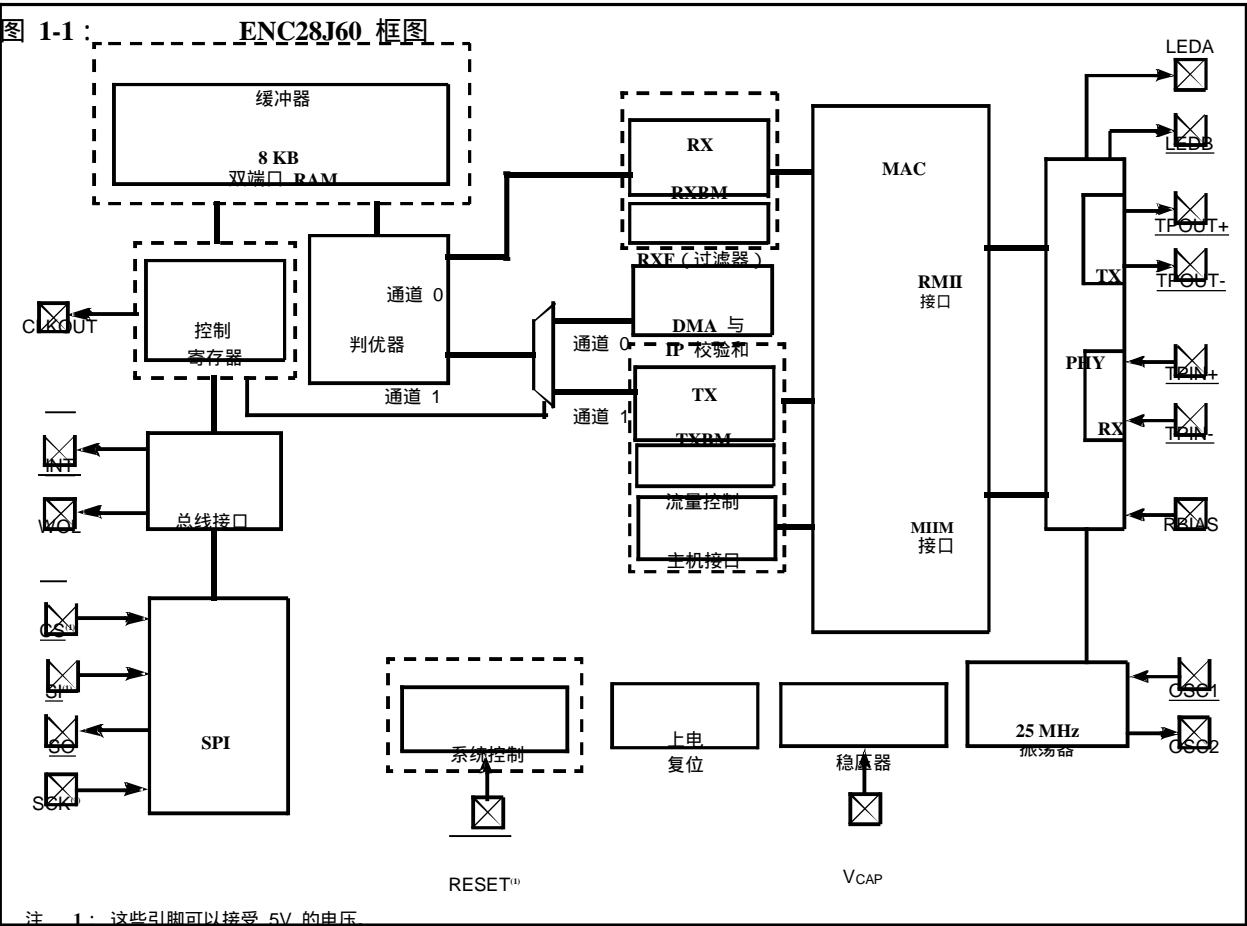 图 1-1： ENC28J60 框图
LEDA
缓冲器
LEDB
RX
8 KB
双端口 RAM
MAC
RXBM
TPOUT+
RXF（过滤器）
TX
TPOUT-
通道 0
RMII
接口
CLKOUT
控制
寄存器
判优器
通道 0
DMA 与
IP 校验和
PHY
TPIN+
通道 1
通道 1
TX
RX
TPIN-
TXBM
INT
WOL
总线接口
流量控制
MIIM
接口
RBIAS
主机接口
CS(1)
SI(1)
OSC1
SO
SPI
系统控制
上电
复位
稳压器
25 MHz
振荡器
OSC2
SCK(1)
RESET(1)
VCAP
注 1： 这些引脚可以接受 5V 的电压。